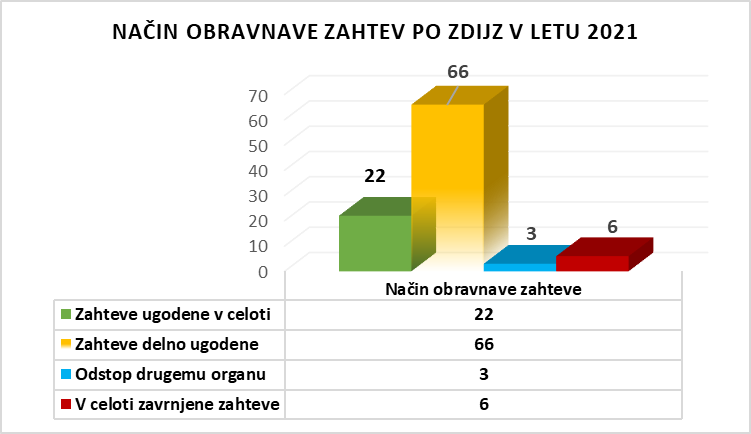 NAČIN OBRAVNAVE ZAHTEV PO ZDIJZ V LETU 2021
66
70
60
50
40
30
20
10
0
22
3
6
Način obravnave zahteve
Zahteve ugodene v celoti 22
Zahteve delno ugodene 66
Odstop drugemu organu 3
V celoti zavrnjene zahteve 6